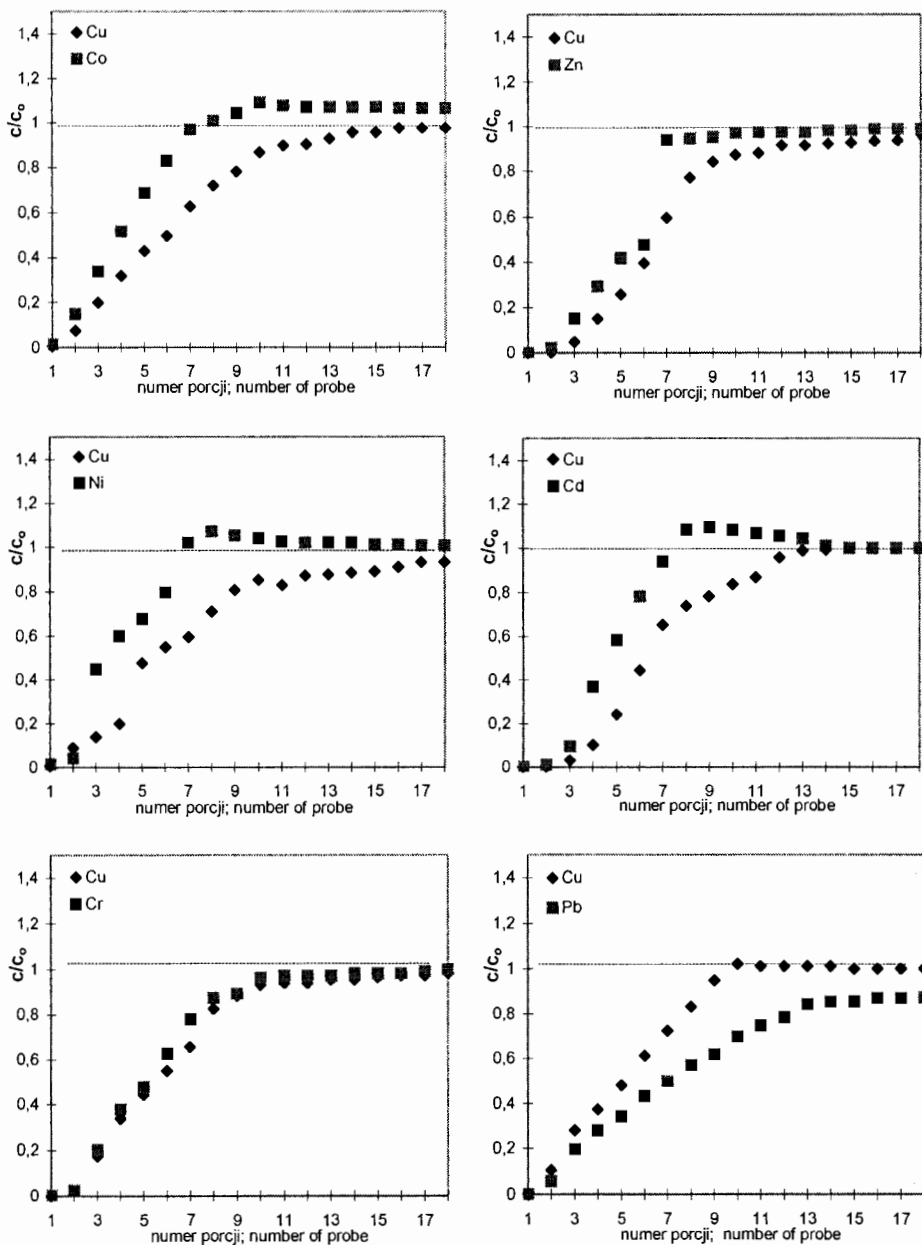 Cu
Co
1,4
1,2
1
0,8
0,6
0,4
0,2
0
c/c₀
1 3 5 7 9 11 13 15 17
numer porcji; number of probe
Cu
Zn
1,4
1,2
1
0,8
0,6
0,4
0,2
0
c/c₀
1 3 5 7 9 11 13 15 17
numer porcji; number of probe
Cu
Ni
1,4
1,2
1
0,8
0,6
0,4
0,2
0
c/c₀
1 3 5 7 9 11 13 15 17
numer porcji; number of probe
Cu
Cd
1,4
1,2
1
0,8
0,6
0,4
0,2
0
c/c₀
1 3 5 7 9 11 13 15 17
numer porcji; number of probe
Cu
Cr
1,4
1,2
1
0,8
0,6
0,4
0,2
0
c/c₀
1 3 5 7 9 11 13 15 17
numer porcji; number of probe
Cu
Pb
1,4
1,2
1
0,8
0,6
0,4
0,2
0
c/c₀
1 3 5 7 9 11 13 15 17
numer porcji; number of probe